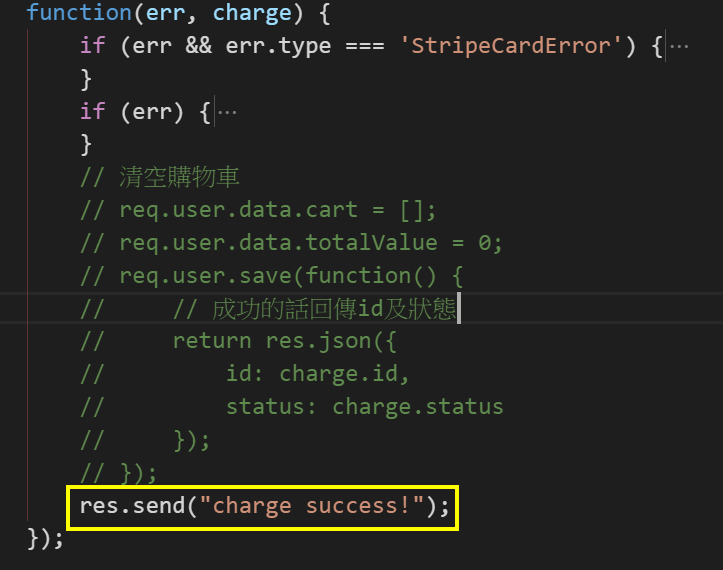 function(err, charge) {
    if (err && err.type === 'StripeCardError') {⋯
    }
    if (err) {⋯
    }
    // 清空購物車
    // req.user.data.cart = [];
    // req.user.data.totalValue = 0;
    // req.user.save(function() {
    //     // 成功的話回傳id及狀態
    //     return res.json({
    //         id: charge.id,
    //         status: charge.status
    //     });
    // });
    res.send("charge success!");
});